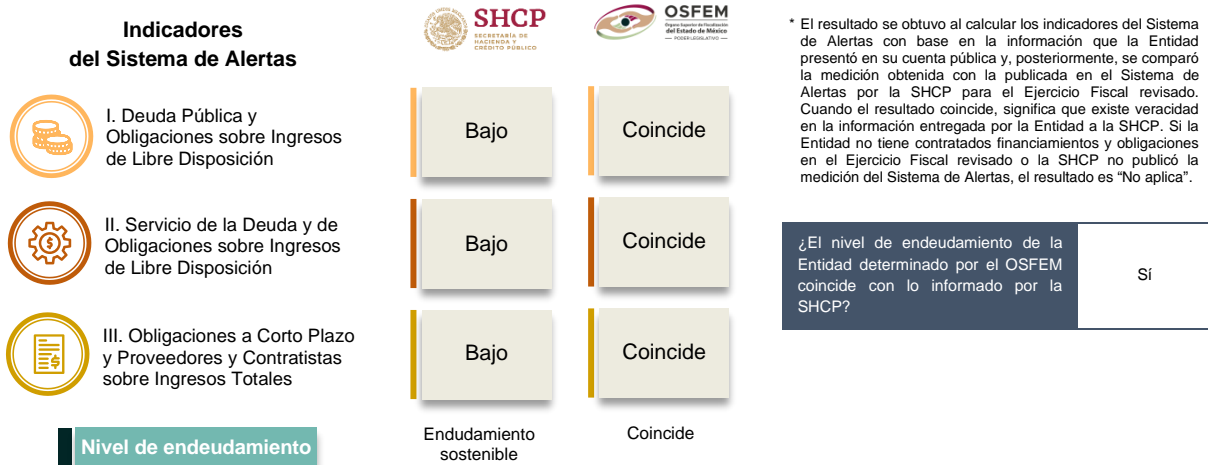 Indicadores
del Sistema de Alertas
SHCP
SECRETARÍA DE
HACIENDA Y
CRÉDITO PÚBLICO
OSFEM
Órgano Superior de Fiscalización
del Estado de México
PODER LEGISLATIVO
I. Deuda Pública y
Obligaciones sobre Ingresos
de Libre Disposición
Bajo
Coincide
II. Servicio de la Deuda y de
Obligaciones sobre Ingresos
de Libre Disposición
Bajo
Coincide
III. Obligaciones a Corto Plazo
y Proveedores y Contratistas
sobre Ingresos Totales
Bajo
Coincide
Nivel de endeudamiento
Endudamiento
sostenible
Coincide
* El resultado se obtuvo al calcular los indicadores del Sistema
de Alertas con base en la información que la Entidad
presentó en su cuenta pública y, posteriormente, se comparó
la medición obtenida con la publicada en el Sistema de
Alertas por la SHCP para el Ejercicio Fiscal revisado.
Cuando el resultado coincide, significa que existe veracidad
en la información entregada por la Entidad a la SHCP. Si la
Entidad no tiene contratados financiamientos y obligaciones
en el Ejercicio Fiscal revisado o la SHCP no publicó la
medición del Sistema de Alertas, el resultado es “No aplica”.
¿El nivel de endeudamiento de la
Entidad determinado por el OSFEM
coincide con lo informado por la
SHCP?
Sí